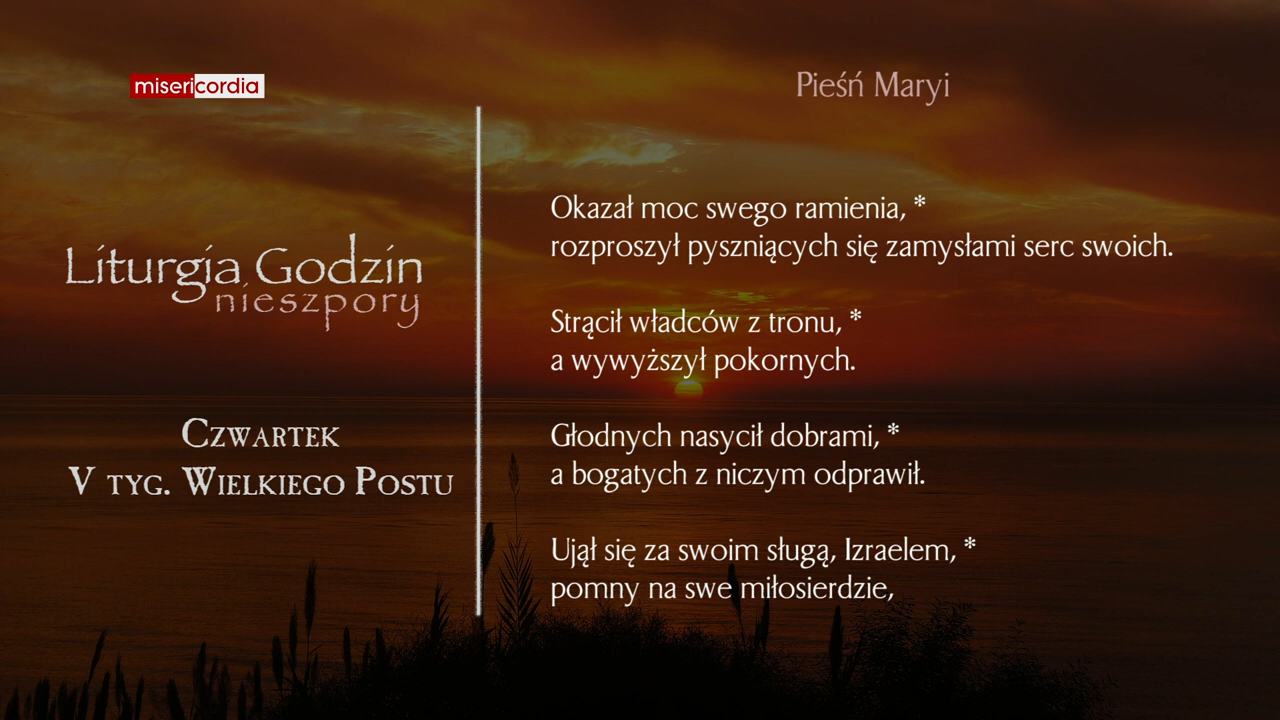 misericordia
Liturgia Godzin
nieszpory
Czwartek
V tyg. Wielkiego Postu
Pieśń Maryi
Okazał moc swego ramienia, *
rozproszył pyszniących się zamysłami serc swoich.
Strącił władców z tronu, *
a wywyższył pokornych.
Głodnych nasycił dobrami, *
a bogatych z niczym odprawił.
Ujął się za swoim sługą, Izraelem, *
pomny na swe miłosierdzie,